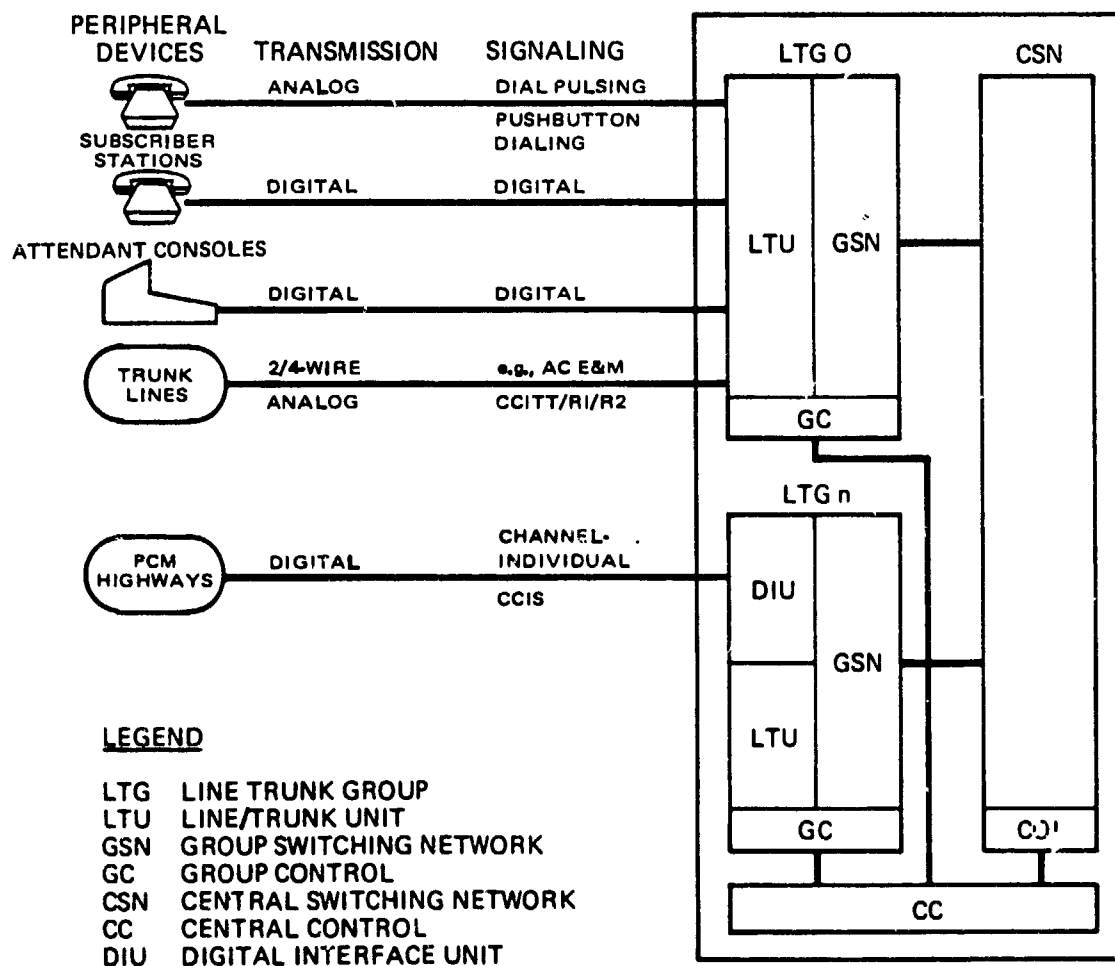 PERIPHERAL
DEVICES
TRANSMISSION
SIGNALING
LTG O
CSN
ANALOG
DIAL PULSING
PUSHBUTTON
DIALING
SUBSCRIBER
STATIONS
DIGITAL
DIGITAL
LTU
GSN
ATTENDANT CONSOLES
DIGITAL
DIGITAL
TRUNK
LINES
2/4-WIRE
ANALOG
e.g., AC E&M
CCITT/RI/R2
GC
LTG n
PCM
HIGHWAYS
DIGITAL
CHANNEL-
INDIVIDUAL
CCIS
DIU
GSN
LTU
GC
CC
LEGEND
LTG LINE TRUNK GROUP
LTU LINE/TRUNK UNIT
GSN GROUP SWITCHING NETWORK
GC GROUP CONTROL
CSN CENTRAL SWITCHING NETWORK
CC CENTRAL CONTROL
DIU DIGITAL INTERFACE UNIT